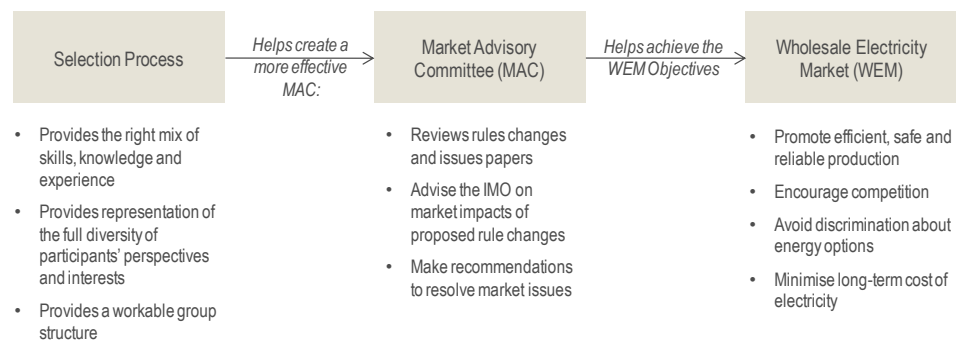 Selection Process
Helps create a
more effective
MAC:
Market Advisory
Committee (MAC)
Helps achieve the
WEM Objectives
Wholesale Electricity
Market (WEM)
• Provides the right mix of
skills, knowledge and
experience
• Provides representation of
the full diversity of
participants' perspectives
and interests
• Provides a workable group
structure
• Reviews rules changes
and issues papers
• Advise the IMO on
market impacts of
proposed rule changes
• Make recommendations
to resolve market issues
• Promote efficient, safe and
reliable production
• Encourage competition
• Avoid discrimination about
energy options
• Minimise long-term cost of
electricity